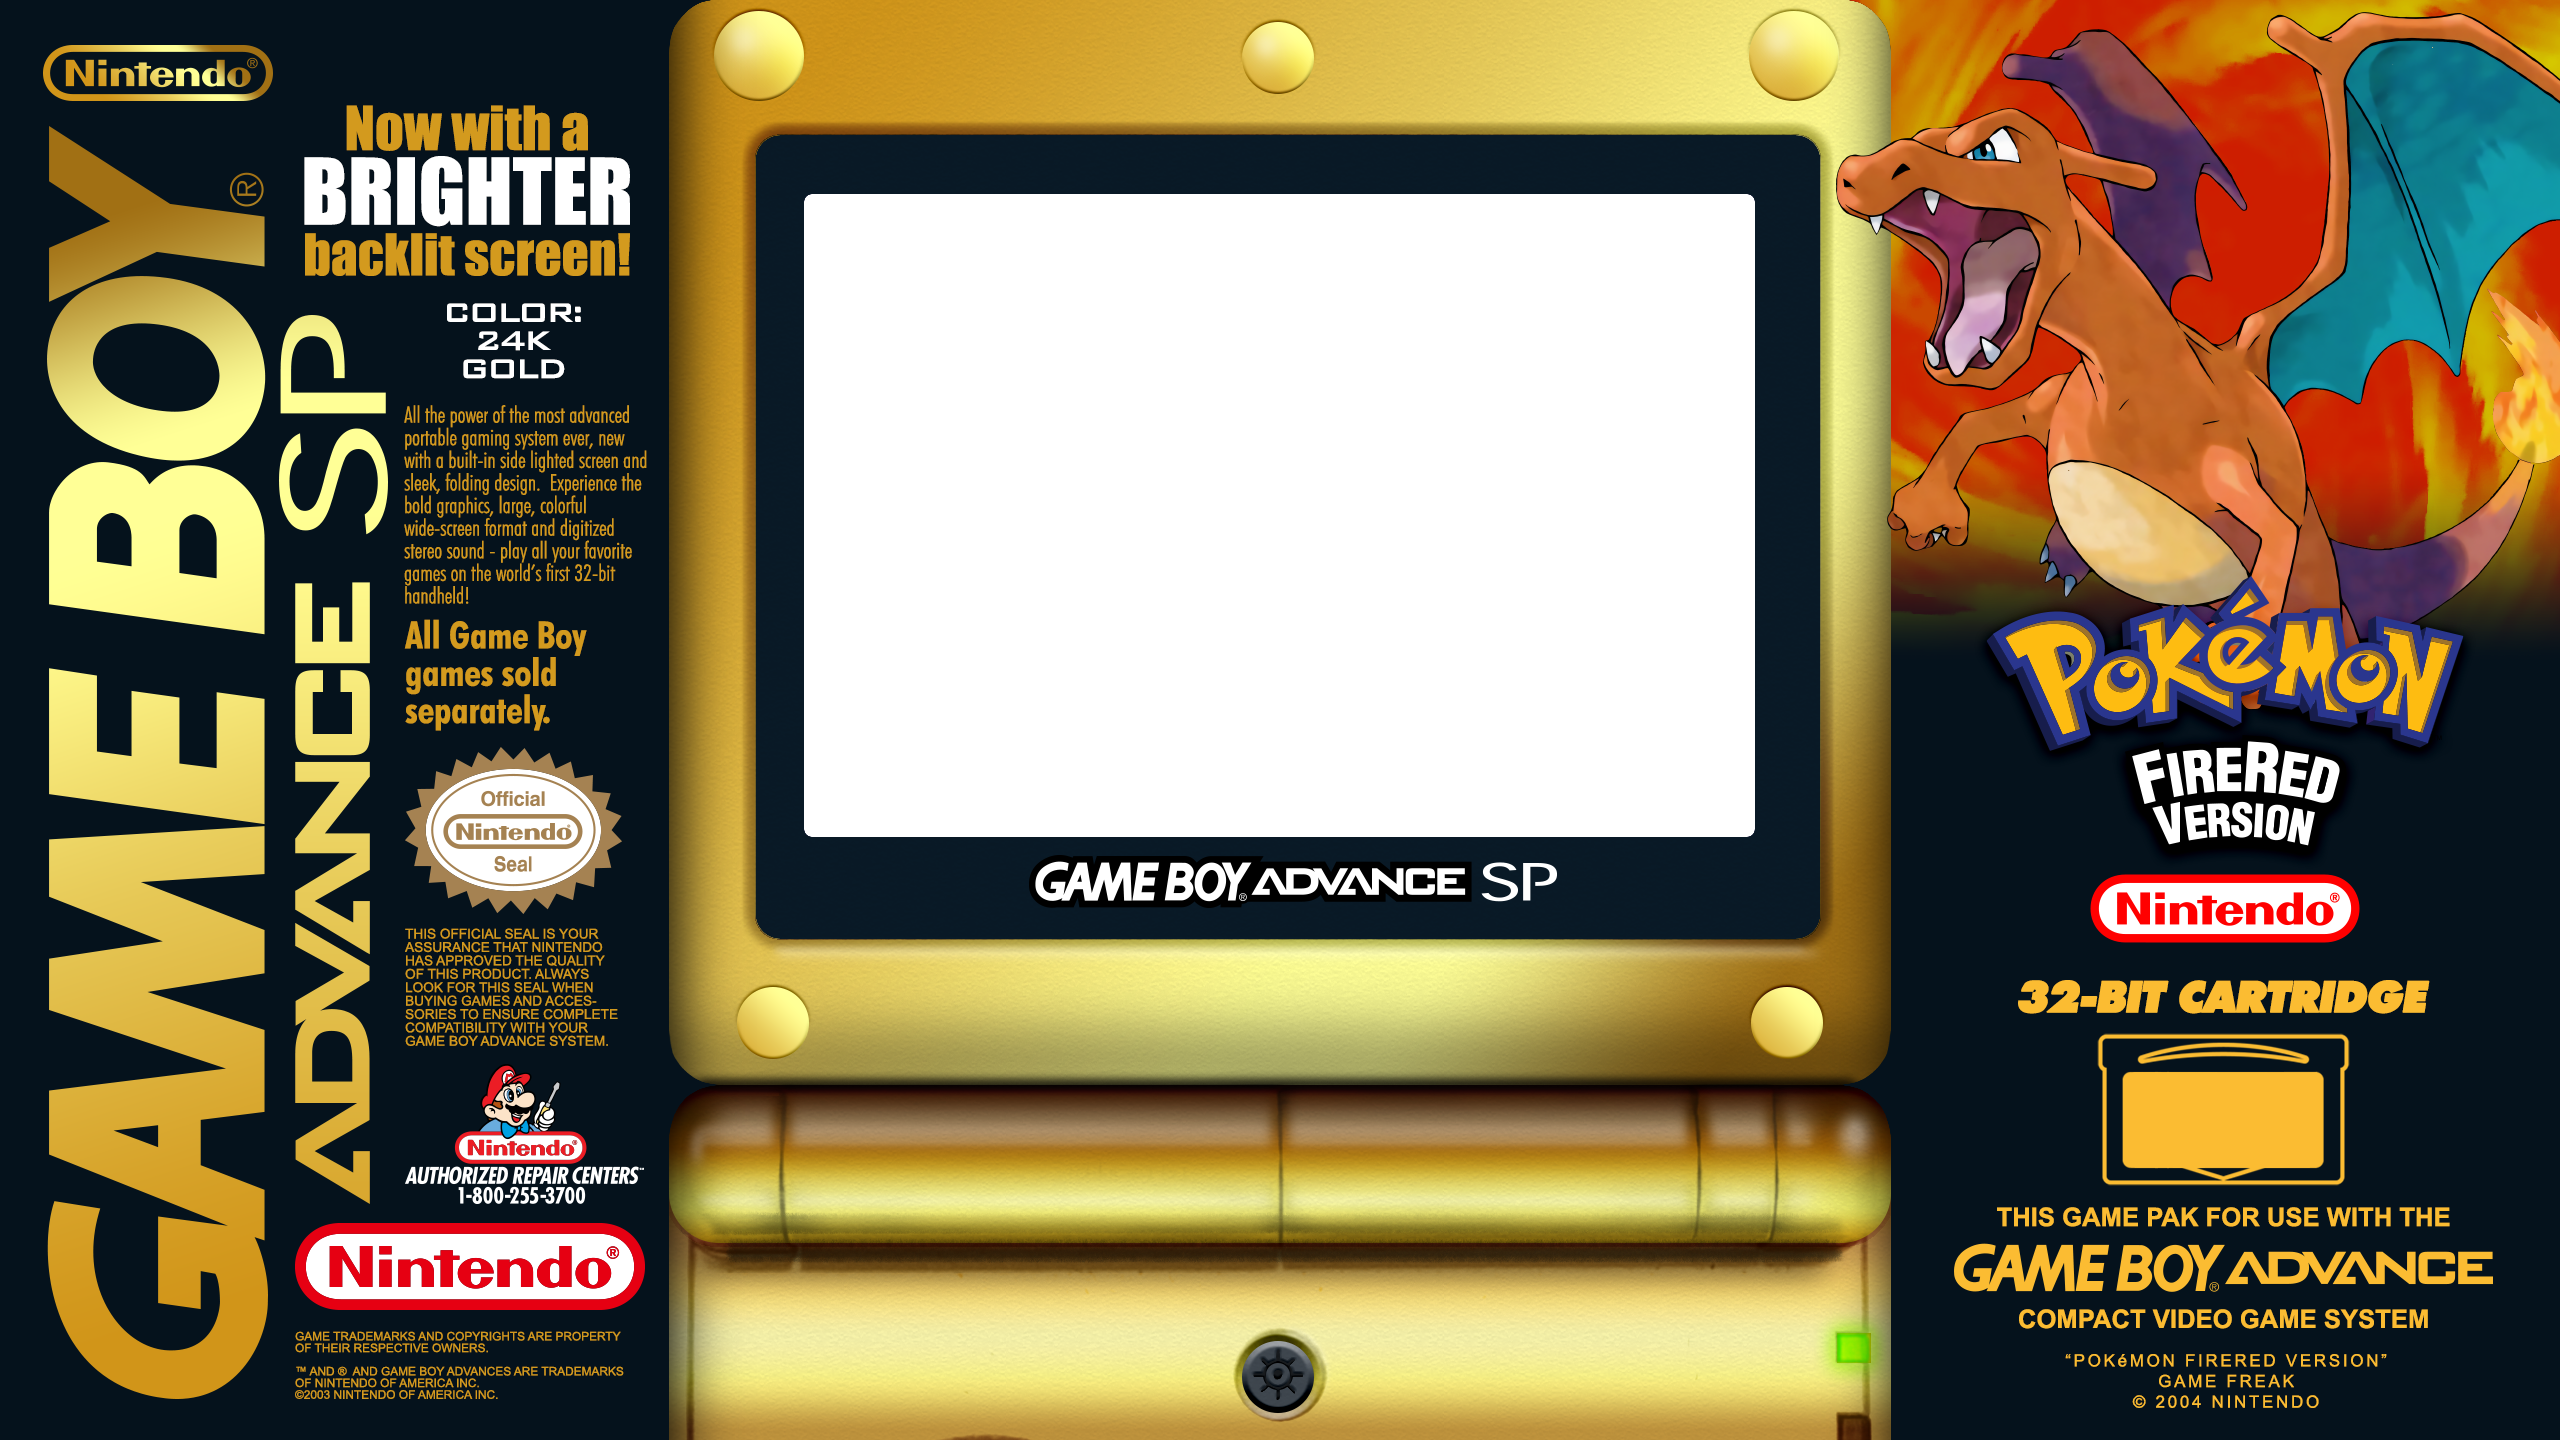 Nintendo®
GAME BOY®
ADVANCE SP
Now with a
BRIGHTER
backlit screen!
COLOR:
24K
GOLD
All the power of the most advanced
portable gaming system ever, new
with a built-in side lighted screen and
sleek, folding design. Experience the
bold graphics, large, colorful
wide-screen format and digitized
stereo sound - play all your favorite
games on the world's first 32-bit
handheld!
All Game Boy
games sold
separately.
Official
Nintendo
Seal
THIS OFFICIAL SEAL IS YOUR
ASSURANCE THAT NINTENDO
HAS APPROVED THE QUALITY
OF THIS PRODUCT. ALWAYS
LOOK FOR THIS SEAL WHEN
BUYING GAMES AND ACCES-
SORIES TO ENSURE COMPLETE
COMPATIBILITY WITH YOUR
GAME BOY ADVANCE SYSTEM.
M
Nintendo®
AUTHORIZED REPAIR CENTERS™
1-800-255-3700
Nintendo®
GAME TRADEMARKS AND COPYRIGHTS ARE PROPERTY
OF THEIR RESPECTIVE OWNERS.
™ AND ® AND GAME BOY ADVANCES ARE TRADEMARKS
OF NINTENDO OF AMERICA INC.
©2003 NINTENDO OF AMERICA INC.
GAME BOY® ADVANCE SP
POKéMON
FIRERED
VERSION
Nintendo®
32-BIT CARTRIDGE
THIS GAME PAK FOR USE WITH THE
GAME BOY® ADVANCE
COMPACT VIDEO GAME SYSTEM
“POKéMON FIRERED VERSION”
GAME FREAK
© 2004 NINTENDO